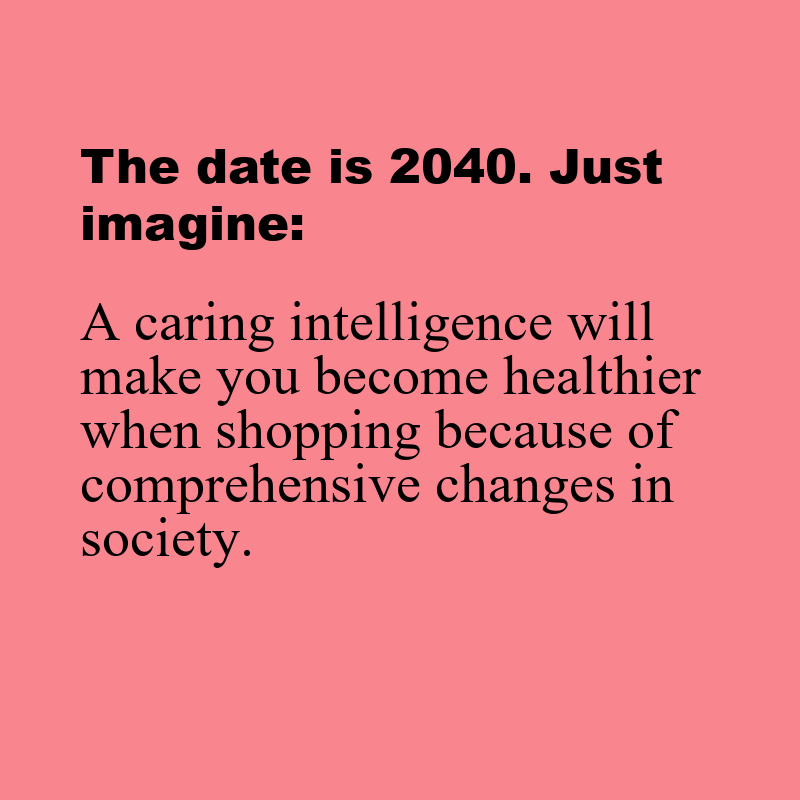 The date is 2040. Just
imagine:
A caring intelligence will
make you become healthier
when shopping because of
comprehensive changes in
society.